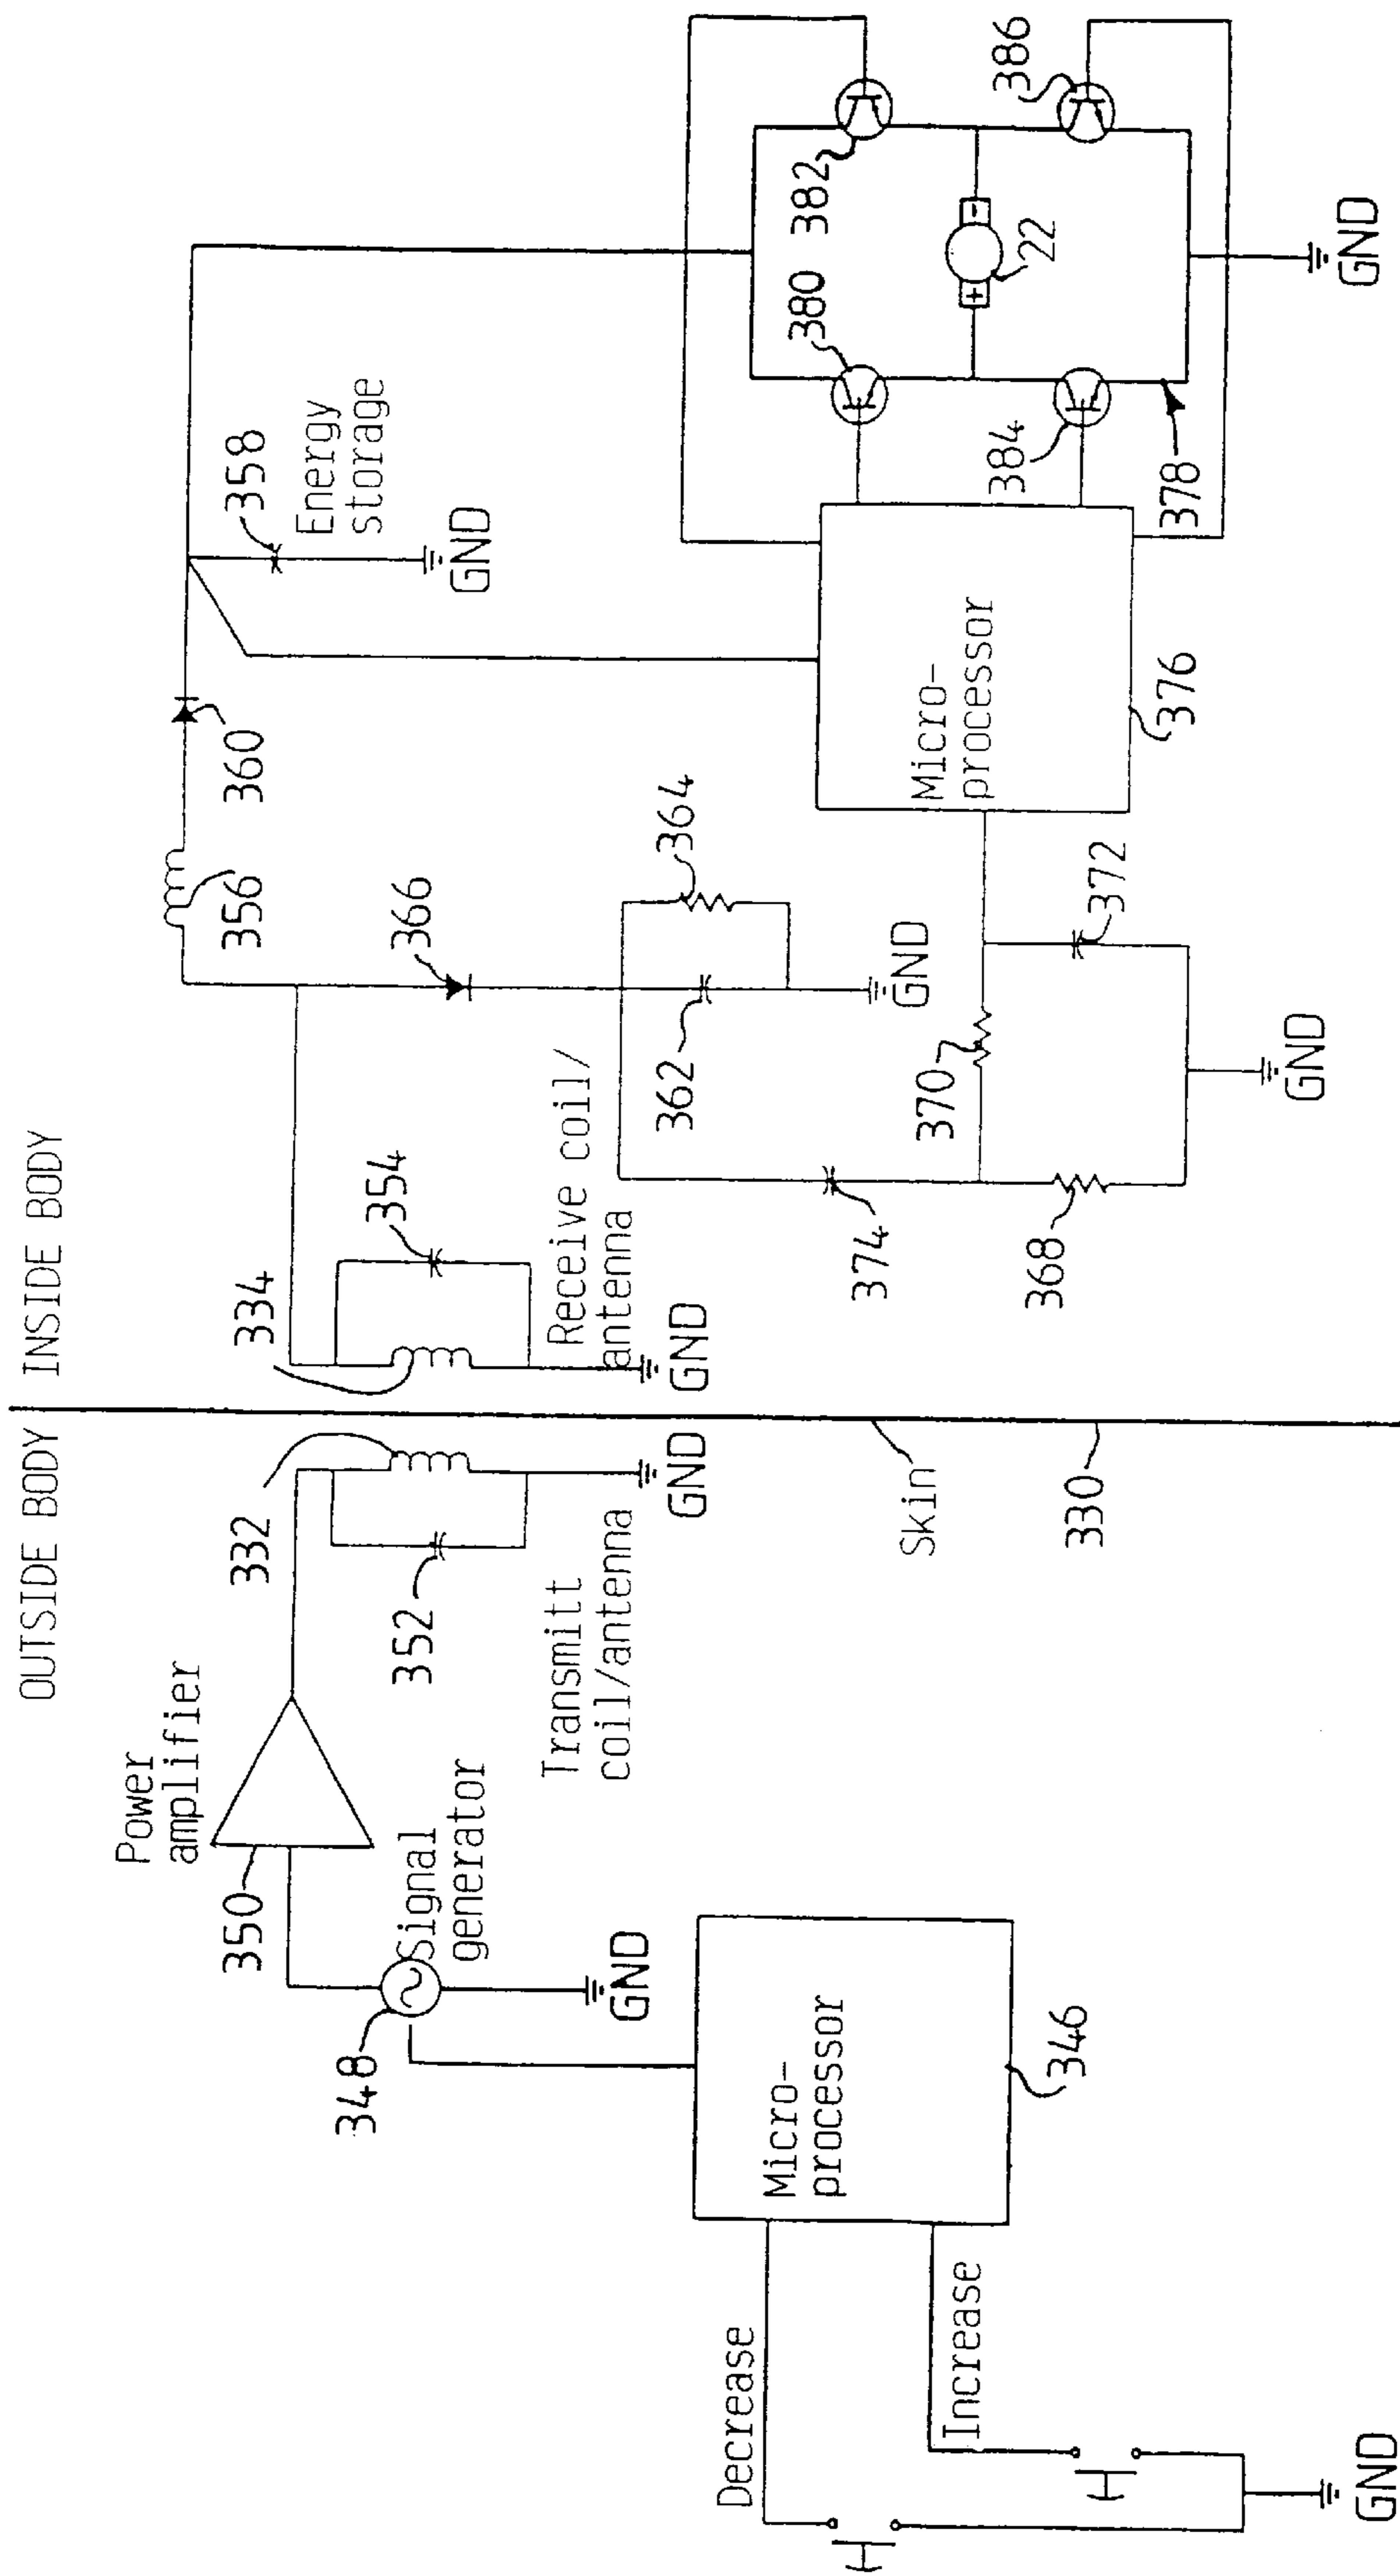 OUTSIDE BODY
INSIDE BODY
Power
amplifier
350
332
334
356
360
358
Energy
storage
GND
348
Signal
generator
GND
352
Transmitt
coil/antenna
GND
354
Receive coil/
antenna
GND
366
362
364
GND
380
382
22
384
386
378
GND
374
370
368
372
GND
Micro-
processor
376
Skin
330
Micro-
processor
346
Decrease
Increase
GND